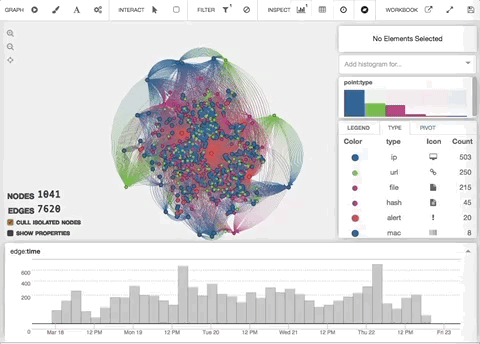 GRAPH INTERACT FILTER 1 INSPECT 1 WORKBOOK
No Elements Selected
Add histogram for...
point:type
LEGEND TYPE PIVOT
Color type Icon Count
ip 503
url 250
file 215
hash 45
alert 20
mac 8
NODES 1041
EDGES 7620
CULL ISOLATED NODES
SHOW PROPERTIES
edge:time
600
400
200
0
Mar 18 12 PM Mon 19 12 PM Tue 20 12 PM Wed 21 12 PM Thu 22 12 PM Fri 23